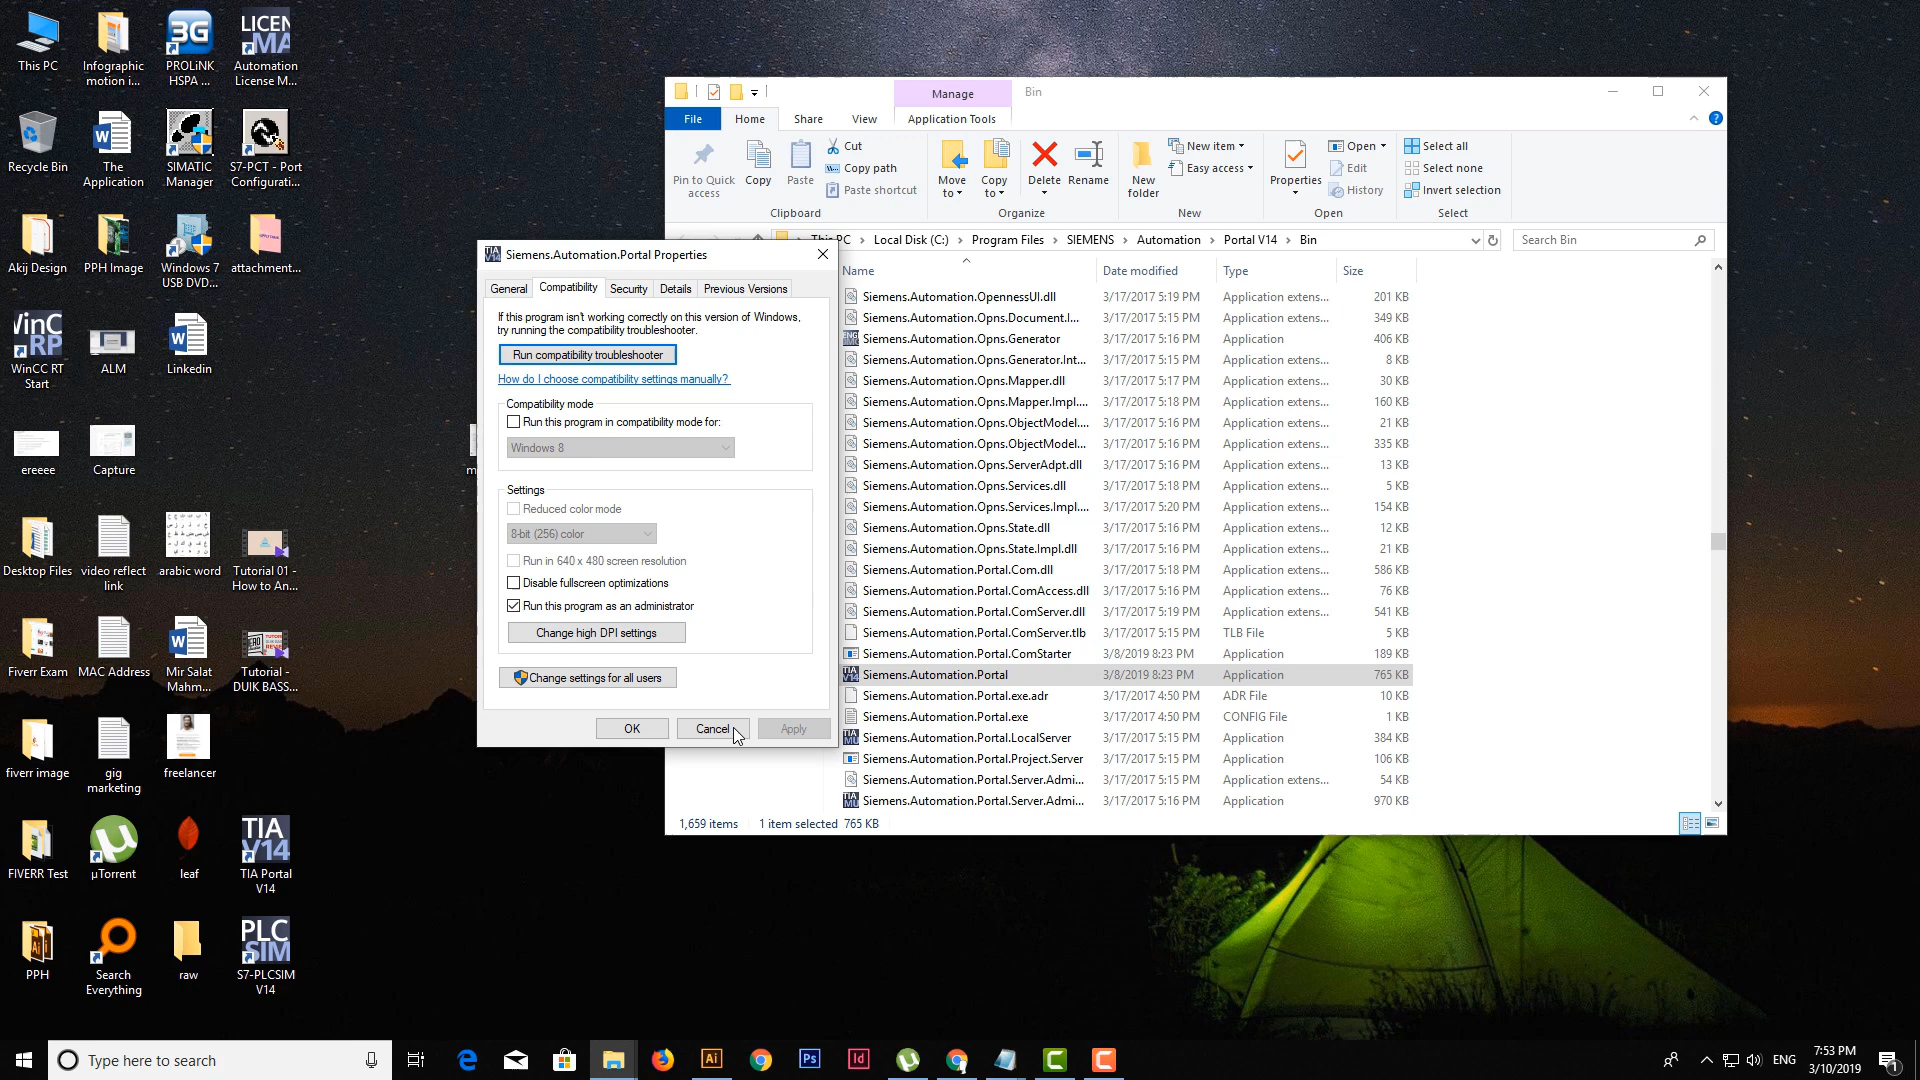 This PC
Infographic
motion i...
3G
PROLiNK
HSPA ...
LICEN
MA
Automation
License M...
Recycle Bin
The
Application
SIMATIC
Manager
S7-PCT - Port
Configurati...
Akij Design
PPH Image
Windows 7
USB DVD...
attachment...
WinCC RT
Start
ALM
Linkedin
ereeee
Capture
Desktop Files
video reflect
link
arabic word
Tutorial 01 -
How to An...
Fiverr Exam
MAC Address
Mir Salat
Mahm...
Tutorial -
DUIK BASS...
fiverr image
gig
marketing
freelancer
FIVERR Test
µTorrent
leaf
TIA
V14
TIA Portal
V14
PPH
Search
Everything
raw
PLC
SIM
S7-PLCSIM
V14
Manage
Bin
File
Home
Share
View
Application Tools
Pin to Quick
access
Copy
Paste
Cut
Copy path
Paste shortcut
Clipboard
Move
to
Copy
to
Delete
Rename
Organize
New
folder
New item
Easy access
New
Properties
Open
Edit
History
Open
Select all
Select none
Invert selection
Select
This PC > Local Disk (C:) > Program Files > SIEMENS > Automation > Portal V14 > Bin
Search Bin
Name Date modified Type Size
Siemens.Automation.OpennessUI.dll 3/17/2017 5:19 PM Application extens... 201 KB
Siemens.Automation.Opns.Document.I... 3/17/2017 5:15 PM Application extens... 349 KB
Siemens.Automation.Opns.Generator 3/17/2017 5:16 PM Application 406 KB
Siemens.Automation.Opns.Generator.Int... 3/17/2017 5:15 PM Application extens... 8 KB
Siemens.Automation.Opns.Mapper.dll 3/17/2017 5:17 PM Application extens... 30 KB
Siemens.Automation.Opns.Mapper.Impl.... 3/17/2017 5:18 PM Application extens... 160 KB
Siemens.Automation.Opns.ObjectModel.... 3/17/2017 5:16 PM Application extens... 21 KB
Siemens.Automation.Opns.ObjectModel... 3/17/2017 5:16 PM Application extens... 335 KB
Siemens.Automation.Opns.ServerAdpt.dll 3/17/2017 5:16 PM Application extens... 13 KB
Siemens.Automation.Opns.Services.dll 3/17/2017 5:16 PM Application extens... 5 KB
Siemens.Automation.Opns.Services.Impl.... 3/17/2017 5:20 PM Application extens... 154 KB
Siemens.Automation.Opns.State.dll 3/17/2017 5:16 PM Application extens... 12 KB
Siemens.Automation.Opns.State.Impl.dll 3/17/2017 5:16 PM Application extens... 21 KB
Siemens.Automation.Portal.Com.dll 3/17/2017 5:18 PM Application extens... 586 KB
Siemens.Automation.Portal.ComAccess.dll 3/17/2017 5:16 PM Application extens... 76 KB
Siemens.Automation.Portal.ComServer.dll 3/17/2017 5:19 PM Application extens... 541 KB
Siemens.Automation.Portal.ComServer.tlb 3/17/2017 5:15 PM TLB File 5 KB
Siemens.Automation.Portal.ComStarter 3/8/2019 8:23 PM Application 189 KB
Siemens.Automation.Portal 3/8/2019 8:23 PM Application 765 KB
Siemens.Automation.Portal.exe.adr 3/17/2017 4:50 PM ADR File 10 KB
Siemens.Automation.Portal.exe 3/17/2017 4:50 PM CONFIG File 1 KB
Siemens.Automation.Portal.LocalServer 3/17/2017 5:15 PM Application 384 KB
Siemens.Automation.Portal.Project.Server 3/17/2017 5:15 PM Application 106 KB
Siemens.Automation.Portal.Server.Admi... 3/17/2017 5:15 PM Application extens... 54 KB
Siemens.Automation.Portal.Server.Admi... 3/17/2017 5:16 PM Application 970 KB
1,659 items 1 item selected 765 KB
Siemens.Automation.Portal Properties
General Compatibility Security Details Previous Versions
If this program isn't working correctly on this version of Windows,
try running the compatibility troubleshooter.
Run compatibility troubleshooter
How do I choose compatibility settings manually?
Compatibility mode
Run this program in compatibility mode for:
Windows 8
Settings
Reduced color mode
8-bit (256) color
Run in 640 x 480 screen resolution
Disable fullscreen optimizations
Run this program as an administrator
Change high DPI settings
Change settings for all users
OK Cancel Apply
Type here to search
Ai
Ps
Id
ENG
7:53 PM
3/10/2019
1